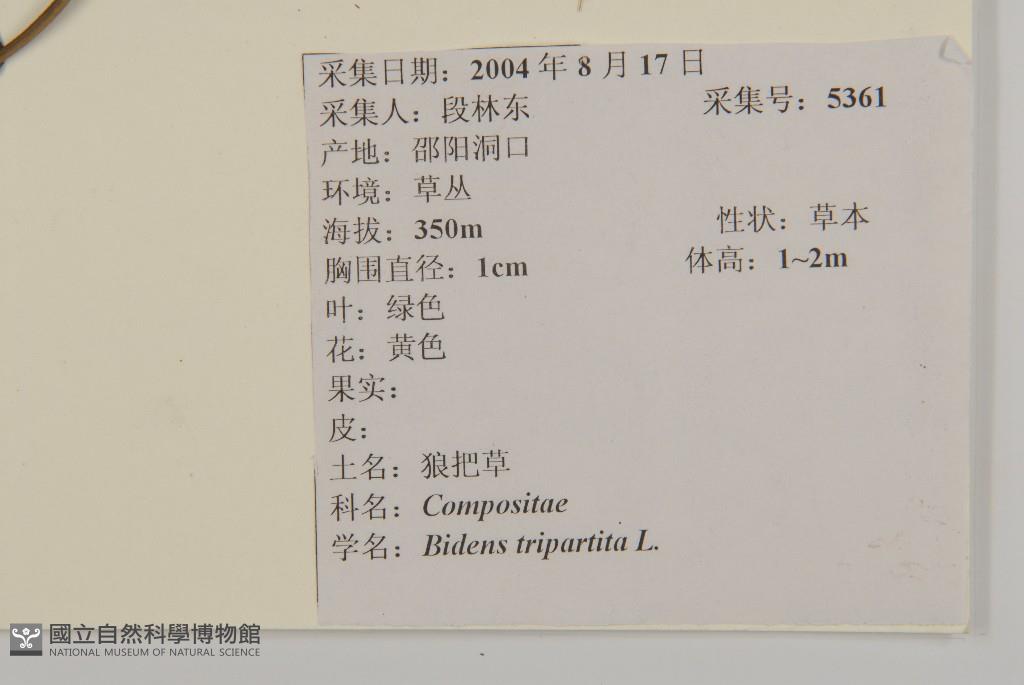 采集日期：2004 年 8 月 17 日
采集人：段林东 采集号：5361
产地：邵阳洞口
环境：草丛
海拔：350m 性状：草本
胸围直径：1cm 体高：1~2m
叶：绿色
花：黄色
果实：
皮：
土名：狼把草
科名：Compositae
学名：Bidens tripartita L.
國立自然科學博物館
NATIONAL MUSEUM OF NATURAL SCIENCE